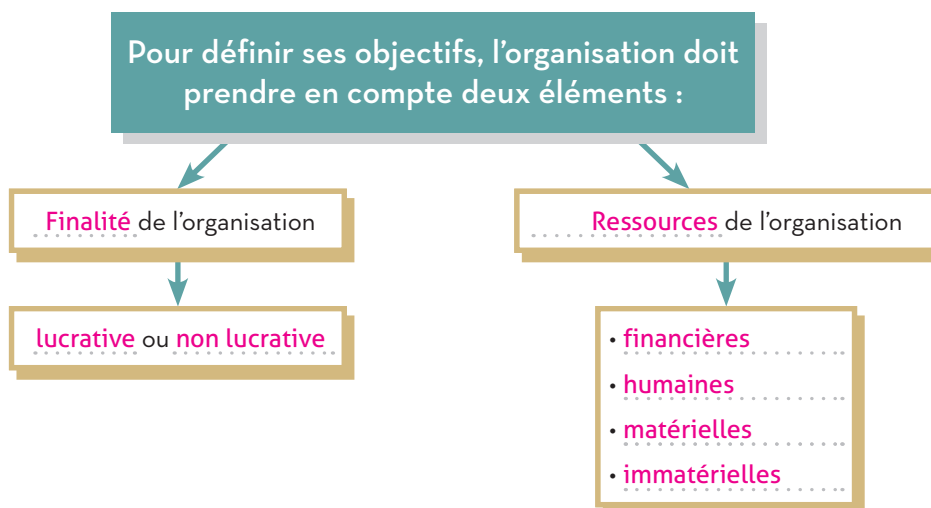 Pour définir ses objectifs, l'organisation doit
prendre en compte deux éléments :
Finalité de l'organisation
Ressources de l'organisation
lucrative ou non lucrative
• financières
• humaines
• matérielles
• immatérielles